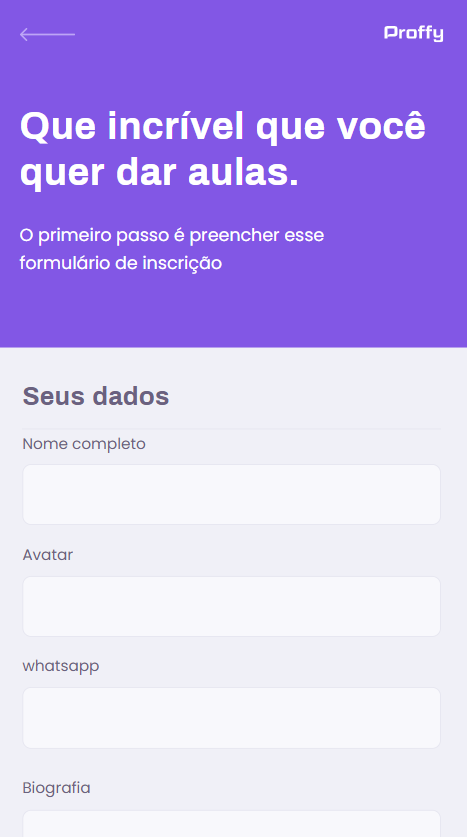 Proffy
Que incrível que você
quer dar aulas.
O primeiro passo é preencher esse
formulário de inscrição
Seus dados
Nome completo
Avatar
whatsapp
Biografia